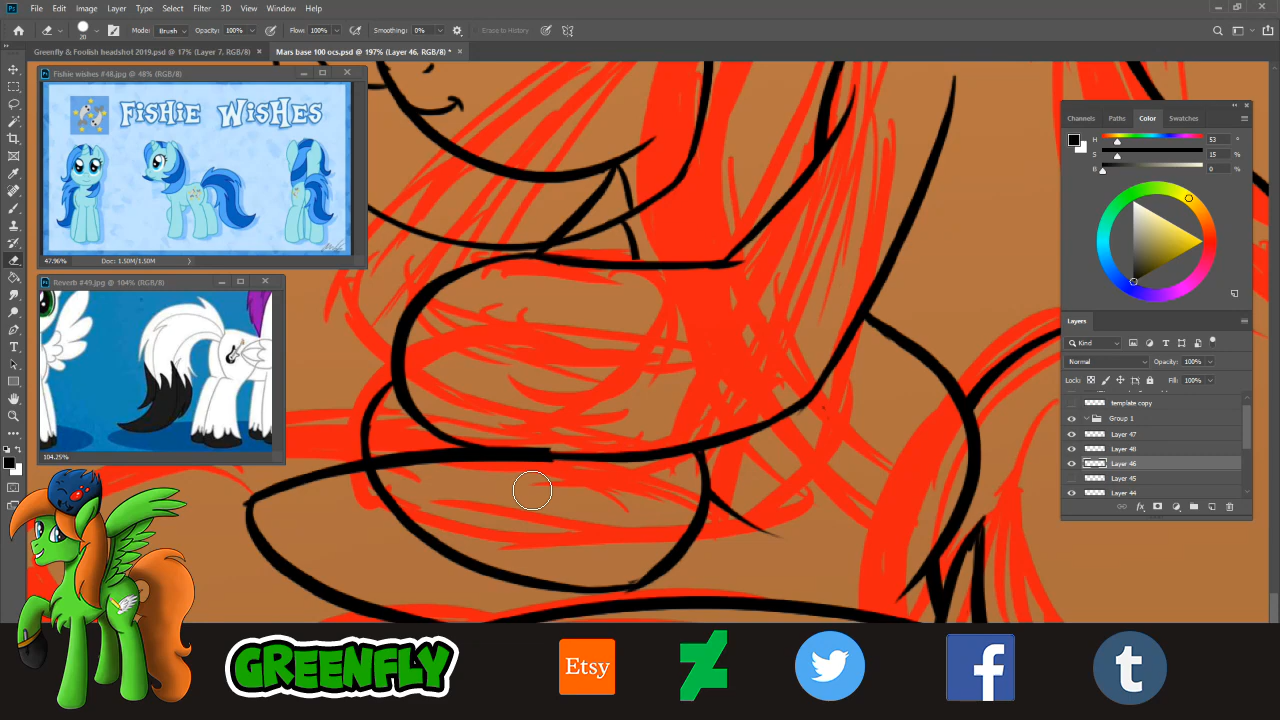 File Edit Image Layer Type Select Filter 3D View Window Help
20 Mode: Brush Opacity: 100% Flow: 100% Smoothing: 0% Erase to History
Greenfly & Foolish headshot 2019.psd @ 17% (Layer 7, RGB/8) × Mars base 100 ocs.psd @ 197% (Layer 46, RGB/8) * ×
Fishie wishes #48.jpg @ 48% (RGB/8)
FiSHiE WiSHES
47.96% Doc: 1.50M/1.50M
Reverb #49.jpg @ 104% (RGB/8)
104.25%
Channels Paths Color Swatches
H 53 °
S 15 %
B 0 %
Layers
Kind
Normal Opacity: 100%
Lock: Fill: 100%
template copy
Group 1
Layer 47
Layer 48
Layer 46
Layer 45
Layer 44
GREENFLY
Etsy
f
t